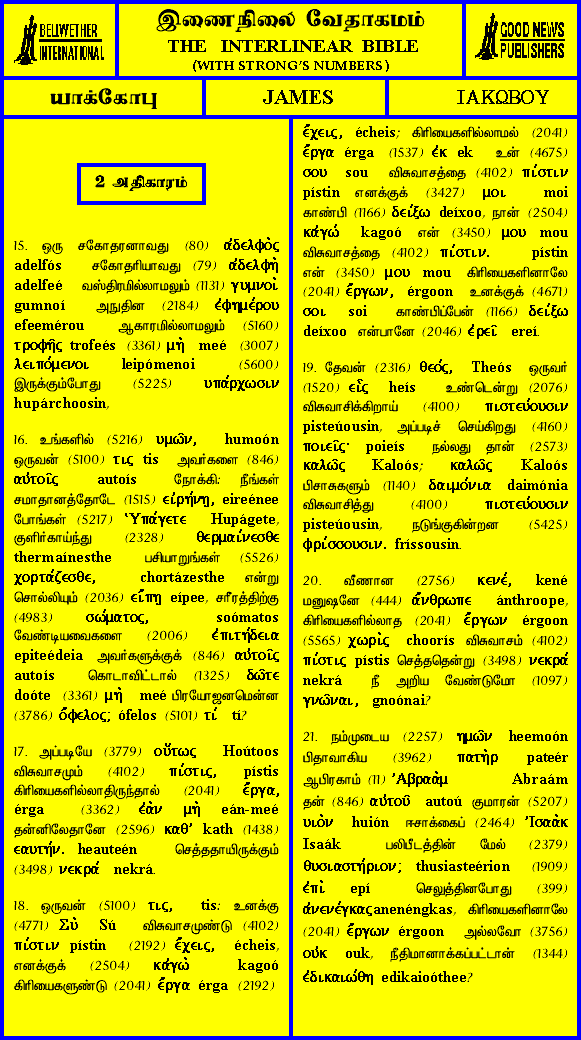 BELLWETHER
INTERNATIONAL
இணைநிலை வேதாகமம்
THE INTERLINEAR BIBLE
(WITH STRONG'S NUMBERS)
GOOD NEWS
PUBLISHERS
யாக்கோபு
JAMES
ΙΑΚΩΒΟΥ
2 அதிகாரம்
15. ஒரு சகோதரனாவது (80) ἀδελφὸς
adelfós சகோதரியாவது (79) ἀδελφὴ
adelfeé வஸ்திரமில்லாமலும் (1131) γυμνοὶ
gumnoí அநுதின (2184) ἐφημέρου
efeemérou ஆகாரமில்லாமலும் (5160)
τροφῆς trofeés (3361) μὴ meé (3007)
λειπόμενοι leipómenoi (5600)
இருக்கும்போது (5225) υπάρχωσιν
hupárchoosin,
16. உங்களில் (5216) υμῶν, humoón
ஒருவன் (5100) τις tis அவர்களை (846)
αὐτοῖς autoís நோக்கி: நீங்கள்
சமாதானத்தோடே (1515) εἰρήνῃ, eireénee
போங்கள் (5217) Ὑπάγετε Hupágete,
குளிர்காய்ந்து (2328) θερμαίνεσθε
thermaínesthe பசியாறுங்கள் (5526)
χορτάζεσθε, chortázesthe என்று
சொல்லியும் (2036) εἴπῃ eípee, சரீரத்திற்கு
(4983) σώματος, soómatos
வேண்டியவைகளை (2006) ἐπιτήδεια
epiteédeia அவர்களுக்குக் (846) αὐτοῖς
autoís கொடாவிட்டால் (1325) δῶτε
doóte (3361) μὴ meé பிரயோஜனமென்ன
(3786) ὄφελος; ófelos (5101) τί tí?
17. அப்படியே (3779) οὕτως Hoútoos
விசுவாசமும் (4102) πίστις, pístis
கிரியைகளில்லாதிருந்தால் (2041) ἔργα,
érga (3362) ἐὰν μὴ eán-meé
தன்னிலேதானே (2596) καθ' kath (1438)
εαυτήν. heauteén செத்ததாயிருக்கும்
(3498) νεκρά nekrá.
18. ஒருவன் (5100) τις, tis: உனக்கு
(4771) Σὺ Sú விசுவாசமுண்டு (4102)
πίστιν pístin (2192) ἔχεις, écheis,
எனக்குக் (2504) κἀγὼ kagoó
கிரியைகளுண்டு (2041) ἔργα érga (2192)
ἔχεις, écheis; கிரியைகளில்லாமல் (2041)
ἔργα érga (1537) ἐκ ek உன் (4675)
σου sou விசுவாசத்தை (4102) πίστιν
pístin எனக்குக் (3427) μοι moi
காண்பி (1166) δείξω deíxoo, நான் (2504)
κἀγώ kagoó என் (3450) μου mou
விசுவாசத்தை (4102) πίστιν. pístin
என் (3450) μου mou கிரியைகளினாலே
(2041) ἔργων, érgoon உனக்குக் (4671)
σοι soi காண்பிப்பேன் (1166) δείξω
deíxoo என்பானே (2046) ἐρεῖ ereí.
19. தேவன் (2316) θεός, Theós ஒருவர்
(1520) εἷς heís உண்டென்று (2076)
விசுவாசிக்கிறாய் (4100) πιστεύουσιν
pisteúousin, அப்படிச் செய்கிறது (4160)
ποιεῖς· poieís நல்லது தான் (2573)
καλῶς Kaloós; καλῶς Kaloós
பிசாசுகளும் (1140) δαιμόνια daimónia
விசுவாசித்து (4100) πιστεύουσιν
pisteúousin, நடுங்குகின்றன (5425)
φρίσσουσιν. fríssousin.
20. வீணான (2756) κενέ, kené
மனுஷனே (444) ἄνθρωπε ánthroope,
கிரியைகளில்லாத (2041) ἔργων érgoon
(5565) χωρὶς choorís விசுவாசம் (4102)
πίστις pístis செத்ததென்று (3498) νεκρά
nekrá நீ அறிய வேண்டுமோ (1097)
γνῶναι, gnoónai?
21. நம்முடைய (2257) ημῶν heemoón
பிதாவாகிய (3962) πατὴρ pateér
ஆபிரகாம் (11) Ἀβραὰμ Abraám
தன் (846) αὐτοῦ autoú குமாரன் (5207)
υιὸν huión ஈசாக்கைப் (2464) Ἰσαὰκ
Isaák பலிபீடத்தின் மேல் (2379)
θυσιαστήριον; thusiasteérion (1909)
ἐπὶ epí செலுத்தினபோது (399)
ἀνενέγκαςanenéngkas, கிரியைகளினாலே
(2041) ἔργων érgoon அல்லவோ (3756)
οὐκ ouk, நீதிமானாக்கப்பட்டான் (1344)
ἐδικαιώθη edikaioóthee?